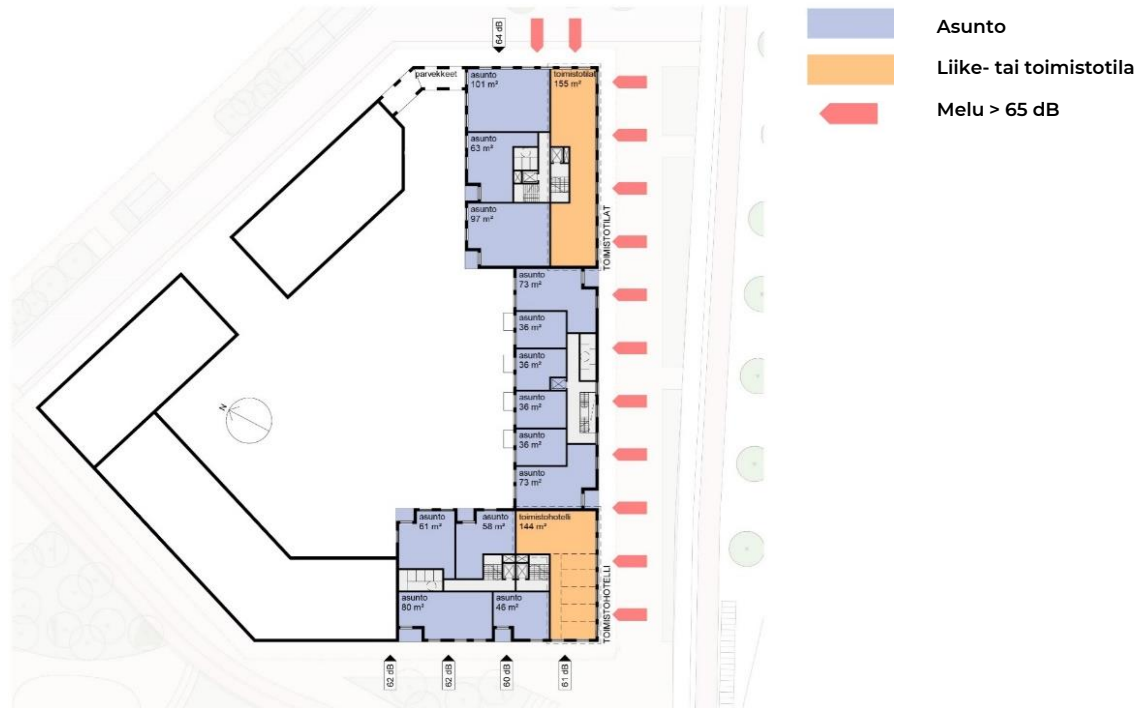 Asunto
Liike- tai toimistotila
Melu > 65 dB
64 dB
parvekkeet
asunto
101 m²
toimistotilat
155 m²
asunto
63 m²
asunto
97 m²
TOIMISTOTILAT
asunto
73 m²
asunto
36 m²
asunto
36 m²
asunto
36 m²
asunto
36 m²
asunto
73 m²
N
asunto
61 m²
asunto
58 m²
toimistohotelli
144 m²
asunto
80 m²
asunto
46 m²
TOIMISTOHOTELLI
62 dB
62 dB
60 dB
61 dB